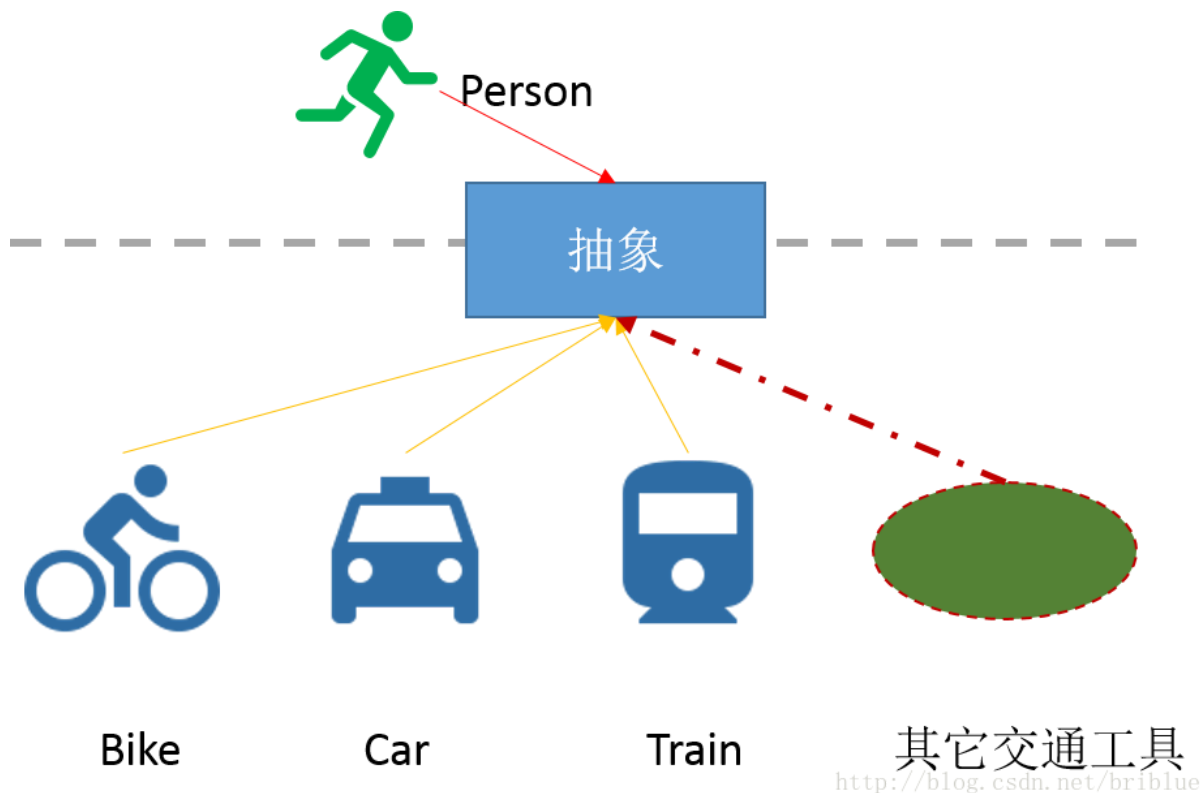 Person
抽象
Bike
Car
Train
其它交通工具
http://blog.csdn.net/briblue